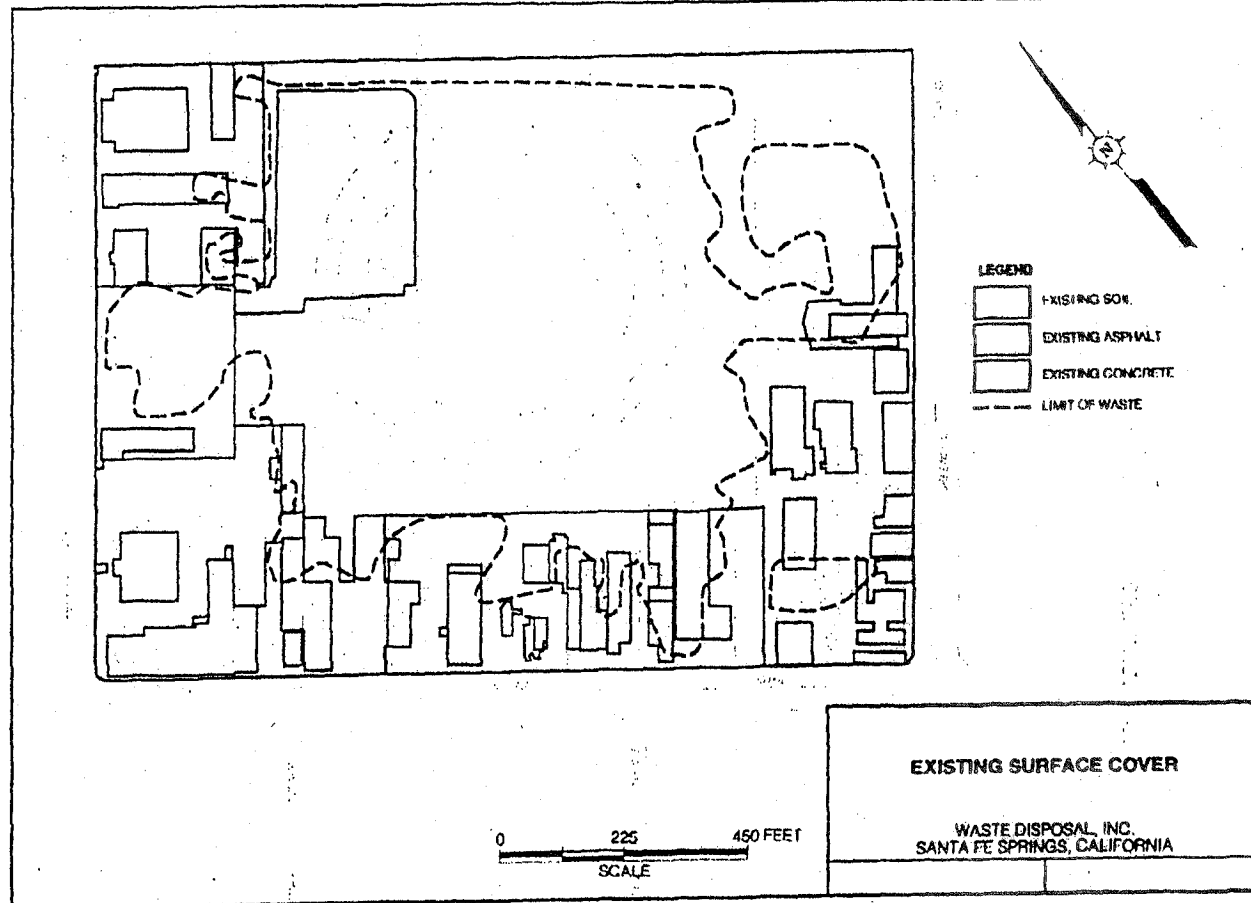 N
LEGEND
EXISTING SOIL
EXISTING ASPHALT
EXISTING CONCRETE
LIMIT OF WASTE
0 225 450 FEET
SCALE
EXISTING SURFACE COVER
WASTE DISPOSAL, INC.
SANTA FE SPRINGS, CALIFORNIA